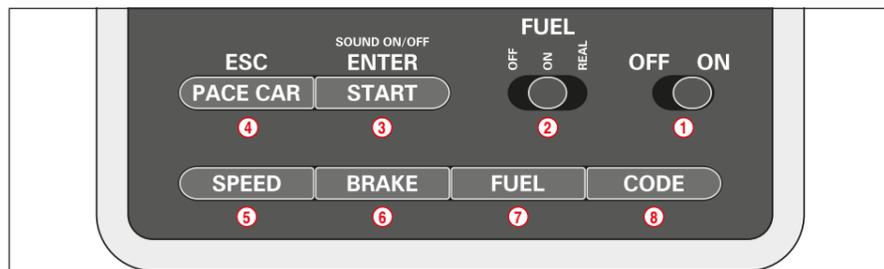 FUEL
SOUND ON/OFF
ESC ENTER OFF ON REAL OFF ON
PACE CAR START
4 3 2 1
SPEED BRAKE FUEL CODE
5 6 7 8